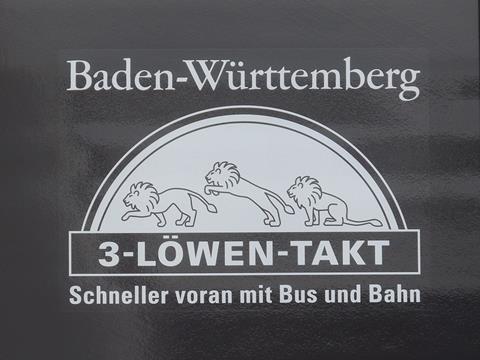 Baden-Württemberg
3-LÖWEN-TAKT
Schneller voran mit Bus und Bahn